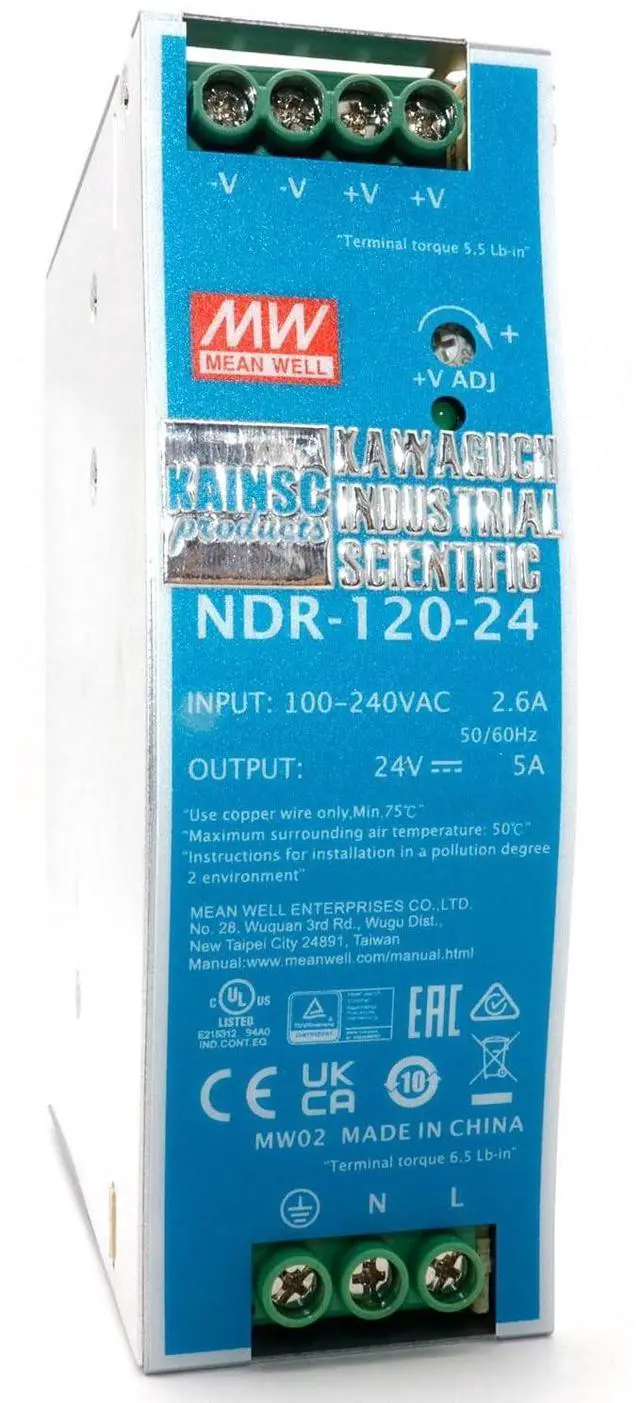 -V -V +V +V
"Terminal torque 5.5 Lb-in"
MW
MEAN WELL
+
+V ADJ
KAINSC
products
KAWAGUCH
INDUSTRIAL
SCIENTIFIC
NDR-120-24
INPUT: 100-240VAC 2.6A
50/60Hz
OUTPUT: 24V 5A
"Use copper wire only,Min.75℃"
"Maximum surrounding air temperature: 50℃"
"Instructions for installation in a pollution degree
2 environment"
MEAN WELL ENTERPRISES CO.,LTD.
No. 28, Wuquan 3rd Rd., Wugu Dist.,
New Taipei City 24891, Taiwan
Manual:www.meanwell.com/manual.html
C UL US
LISTED
94A0
IND.CONT.EQ.
EAC
CE
UK
CA
10
MW02 MADE IN CHINA
"Terminal torque 6.5 Lb-in"
N L